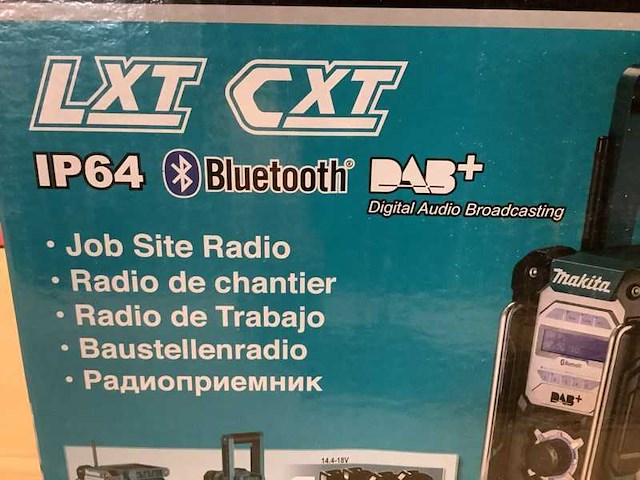 LXT CXT
IP64 Bluetooth® DAB+
Digital Audio Broadcasting
• Job Site Radio
• Radio de chantier
• Radio de Trabajo
• Baustellenradio
• Радиоприемник
Makita
Bluetooth
DAB+
14.4-18V